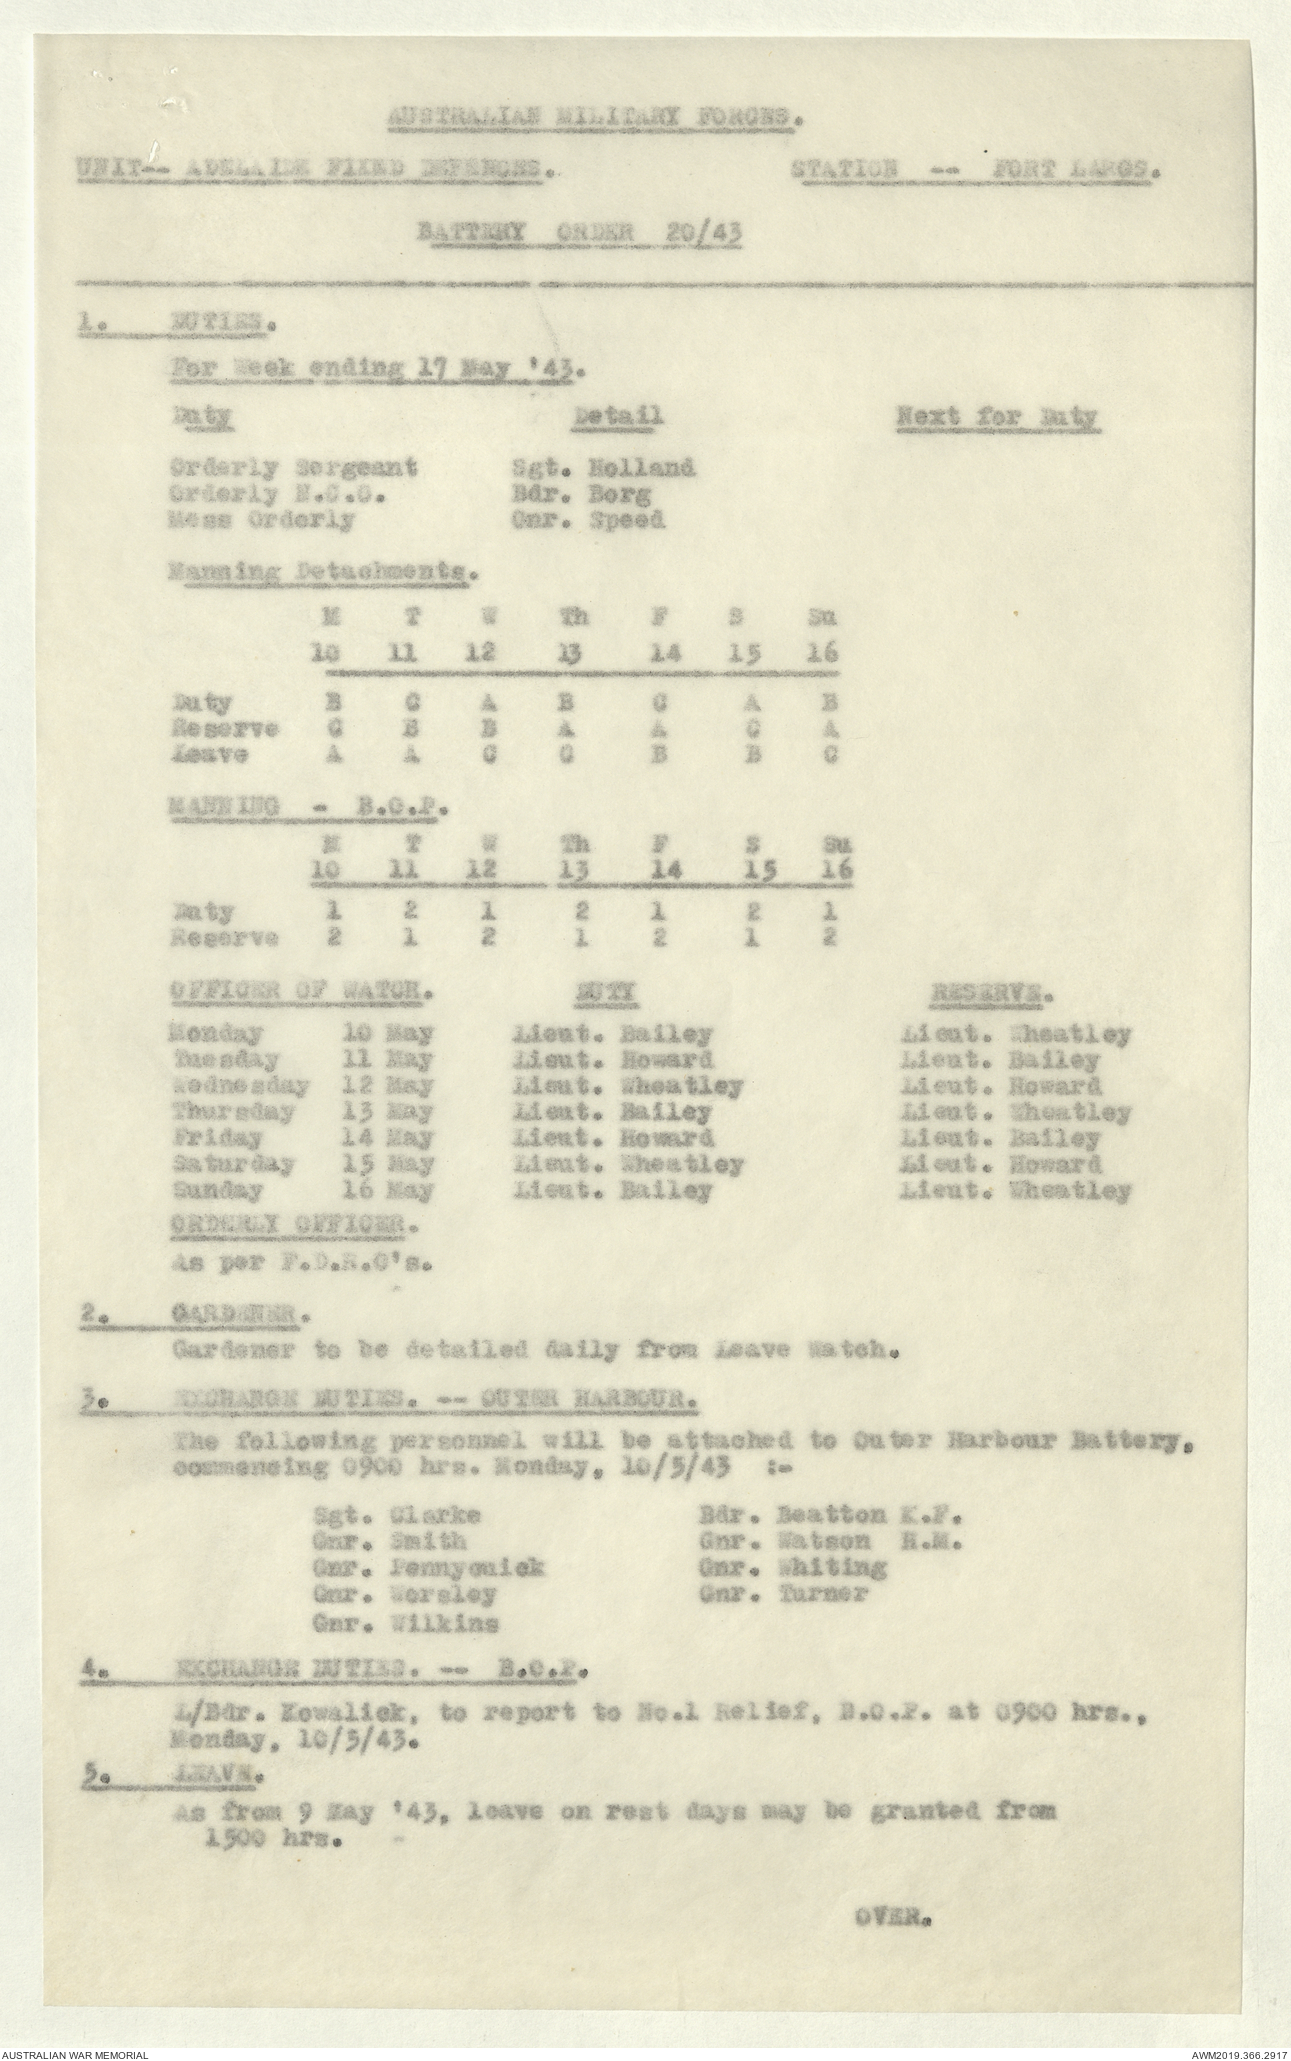 AUSTRALIAN MILITARY FORCES.
UNIT-- ADELAIDE FIXED DEFENCES. STATION -- FORT LARGS.
BATTERY ORDER 20/43
1. DUTIES.
For Week ending 17 May '43.
Duty Detail Next for Duty
Orderly Sergeant Sgt. Holland
Orderly N.C.O. Bdr. Borg
Mess Orderly Gnr. Speed
Manning Detachments.
M T W Th F S Su
10 11 12 13 14 15 16
Duty B C A B C A B
Reserve C B B A A C A
Leave A A C C B B C
MANNING - B.O.P.
M T W Th F S Su
10 11 12 13 14 15 16
Duty 1 2 1 2 1 2 1
Reserve 2 1 2 1 2 1 2
OFFICER OF WATCH. DUTY RESERVE.
Monday 10 May Lieut. Bailey Lieut. Wheatley
Tuesday 11 May Lieut. Howard Lieut. Bailey
Wednesday 12 May Lieut. Wheatley Lieut. Howard
Thursday 13 May Lieut. Bailey Lieut. Wheatley
Friday 14 May Lieut. Howard Lieut. Bailey
Saturday 15 May Lieut. Wheatley Lieut. Howard
Sunday 16 May Lieut. Bailey Lieut. Wheatley
ORDERLY OFFICER.
As per F.D.R.O's.
2. GARDENER.
Gardener to be detailed daily from Leave Watch.
3. EXCHANGE DUTIES. -- OUTER HARBOUR.
The following personnel will be attached to Outer Harbour Battery,
commencing 0900 hrs. Monday, 10/5/43 :-
Sgt. Clarke Bdr. Beatton K.F.
Gnr. Smith Gnr. Watson H.M.
Gnr. Pennyquick Gnr. Whiting
Gnr. Worsley Gnr. Turner
Gnr. Wilkins
4. EXCHANGE DUTIES. -- B.O.P.
L/Bdr. Kowalick, to report to No.1 Relief, B.O.P. at 0900 hrs.,
Monday, 10/5/43.
5. LEAVE.
As from 9 May '43, leave on rest days may be granted from
1500 hrs.
OVER.
AUSTRALIAN WAR MEMORIAL AWM2019.366.2917